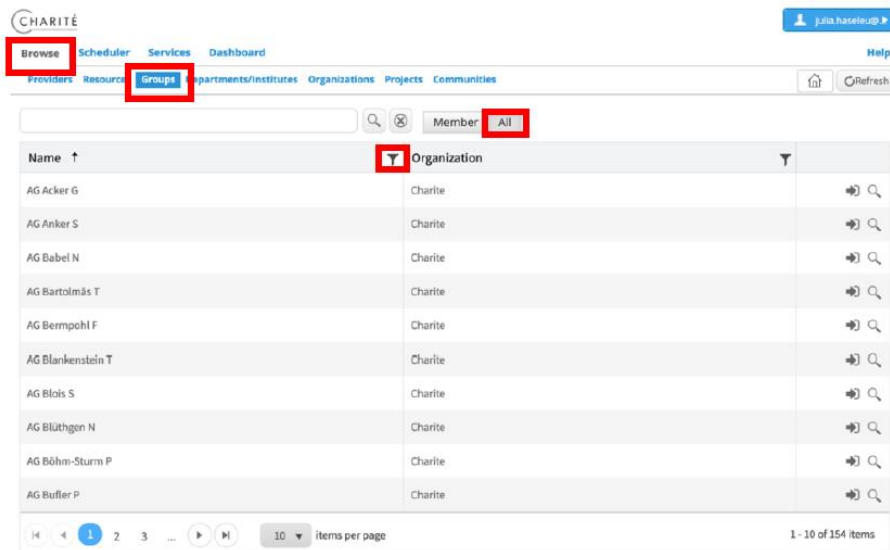 CHARITÉ
julia.haseleu@
Browse Scheduler Services Dashboard
Help
Providers Resource Groups Departments/Institutes Organizations Projects Communities
Refresh
Member All
Name ↑ Organization
AG Acker G Charite
AG Anker S Charite
AG Babel N Charite
AG Bartolmäs T Charite
AG Bermpohl F Charite
AG Blankenstein T Charite
AG Blois S Charite
AG Blüthgen N Charite
AG Böhm-Sturm P Charite
AG Bufler P Charite
1 2 3 ... 10 items per page 1 - 10 of 154 items